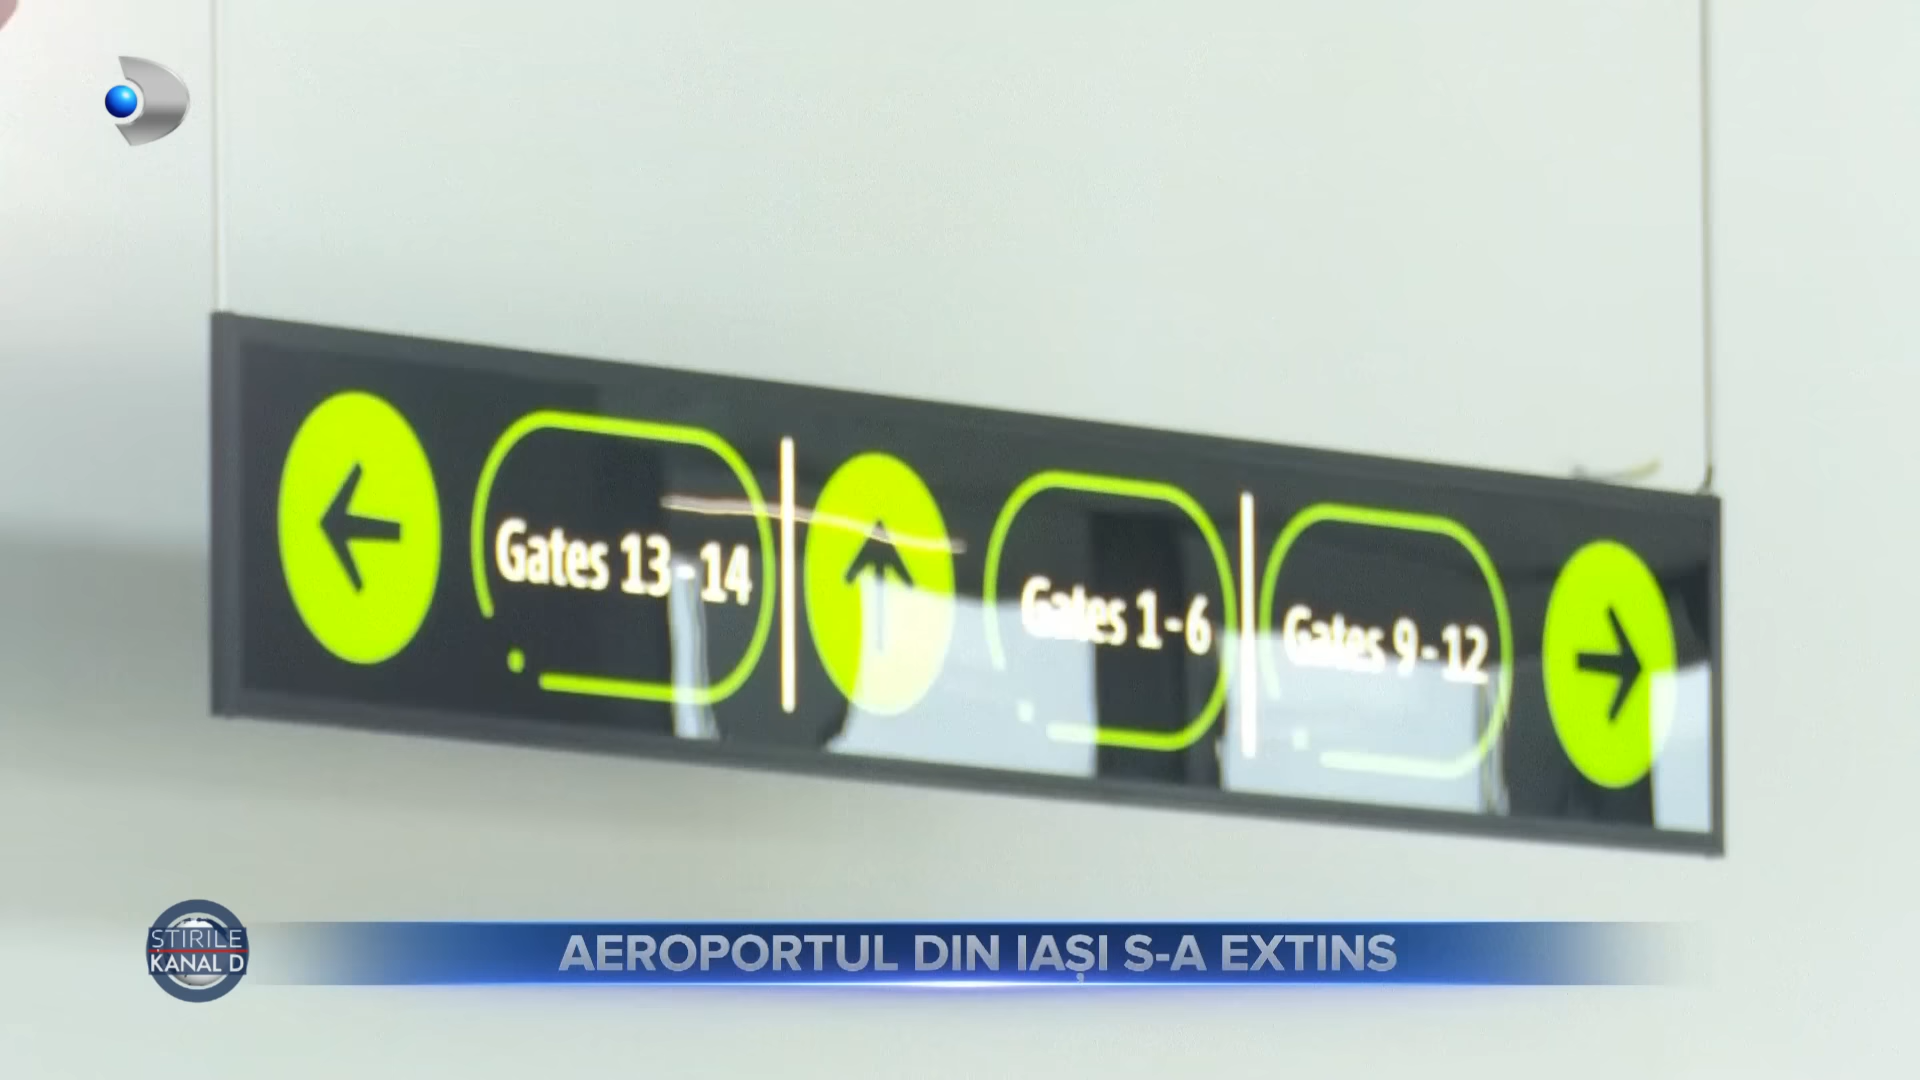 Gates 13-14
Gates 1-6
Gates 9-12
ȘTIRILE
KANAL D
AEROPORTUL DIN IAȘI S-A EXTINS